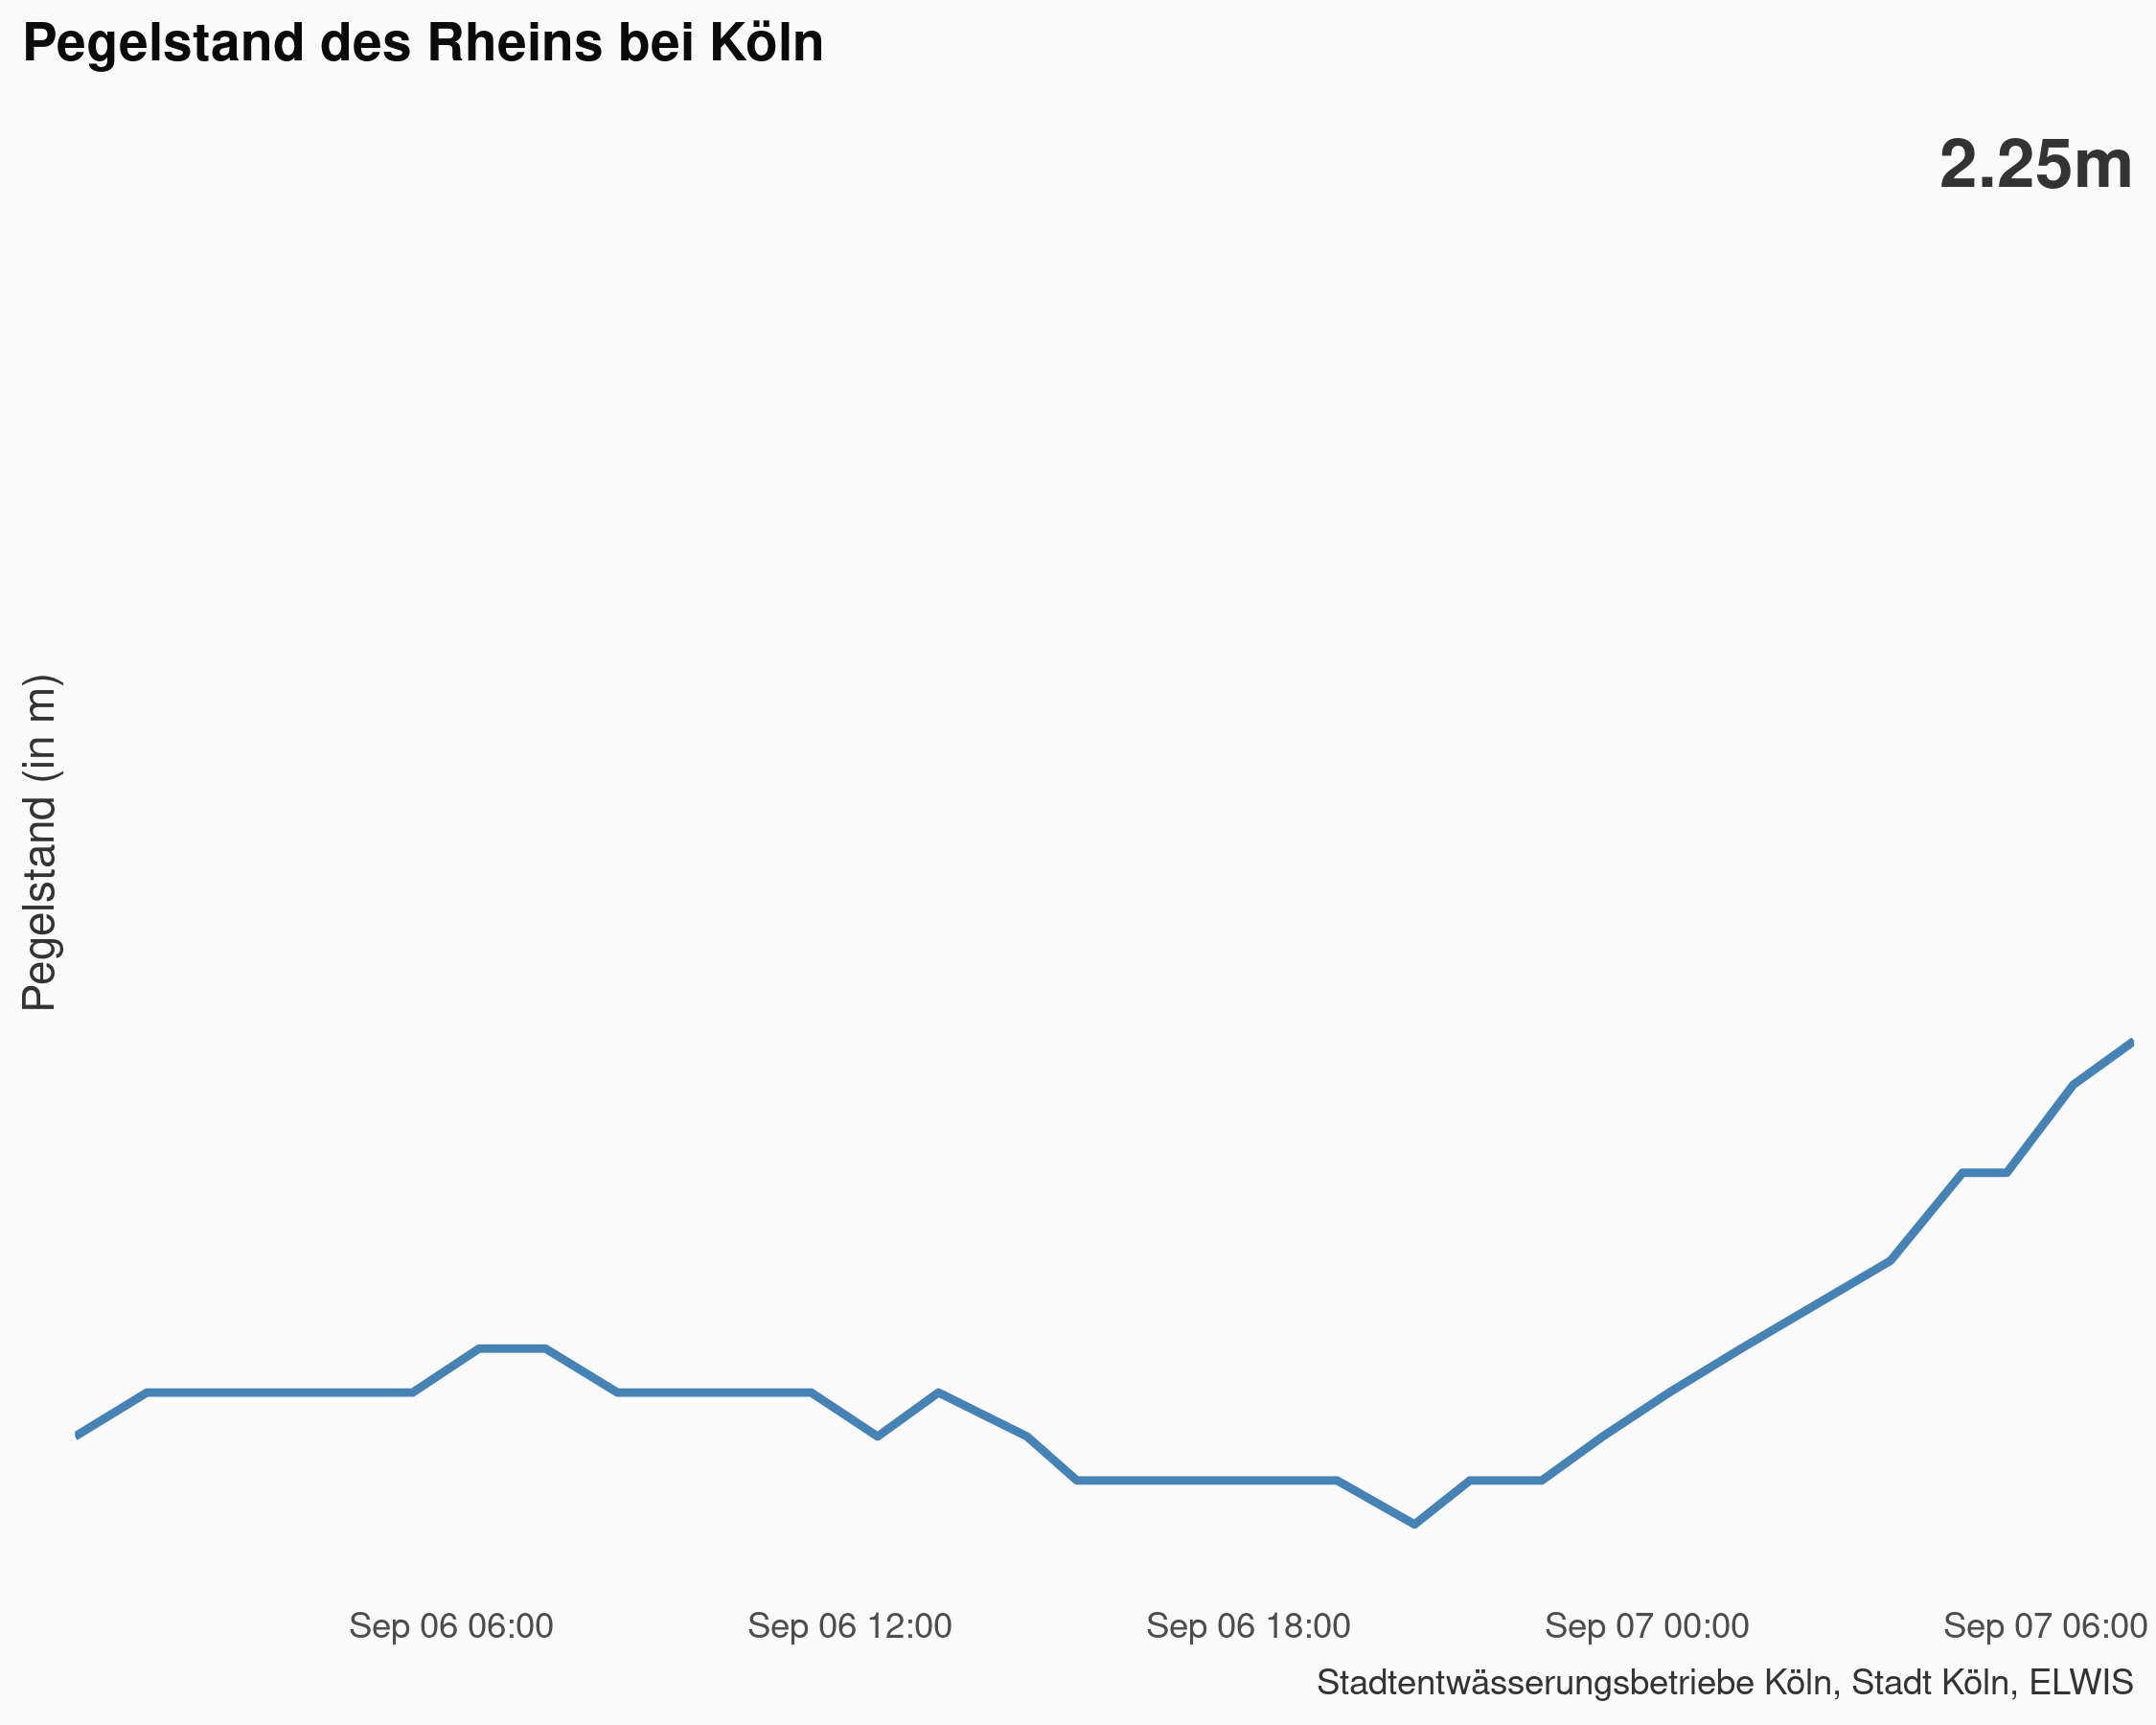 Pegelstand des Rheins bei Köln
2.25m
Pegelstand (in m)
Sep 06 06:00
Sep 06 12:00
Sep 06 18:00
Sep 07 00:00
Sep 07 06:00
Stadtentwässerungsbetriebe Köln, Stadt Köln, ELWIS